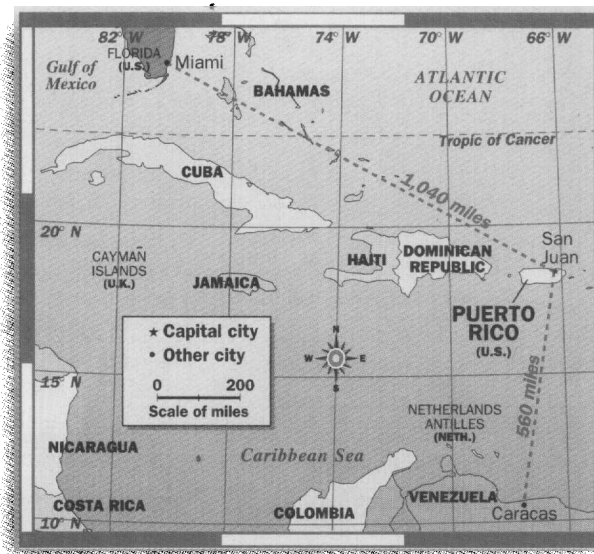 82° W
78° W
74° W
70° W
66° W
FLORIDA
(U.S.)
Miami
Gulf of
Mexico
BAHAMAS
ATLANTIC
OCEAN
Tropic of Cancer
CUBA
1,040 miles
20° N
CAYMAN
ISLANDS
(U.K.)
JAMAICA
HAITI
DOMINICAN
REPUBLIC
San
Juan
PUERTO
RICO
(U.S.)
★ Capital city
• Other city
0 200
Scale of miles
N
W E
S
15° N
560 miles
NETHERLANDS
ANTILLES
(NETH.)
NICARAGUA
Caribbean Sea
COSTA RICA
COLOMBIA
VENEZUELA
Caracas
10° N